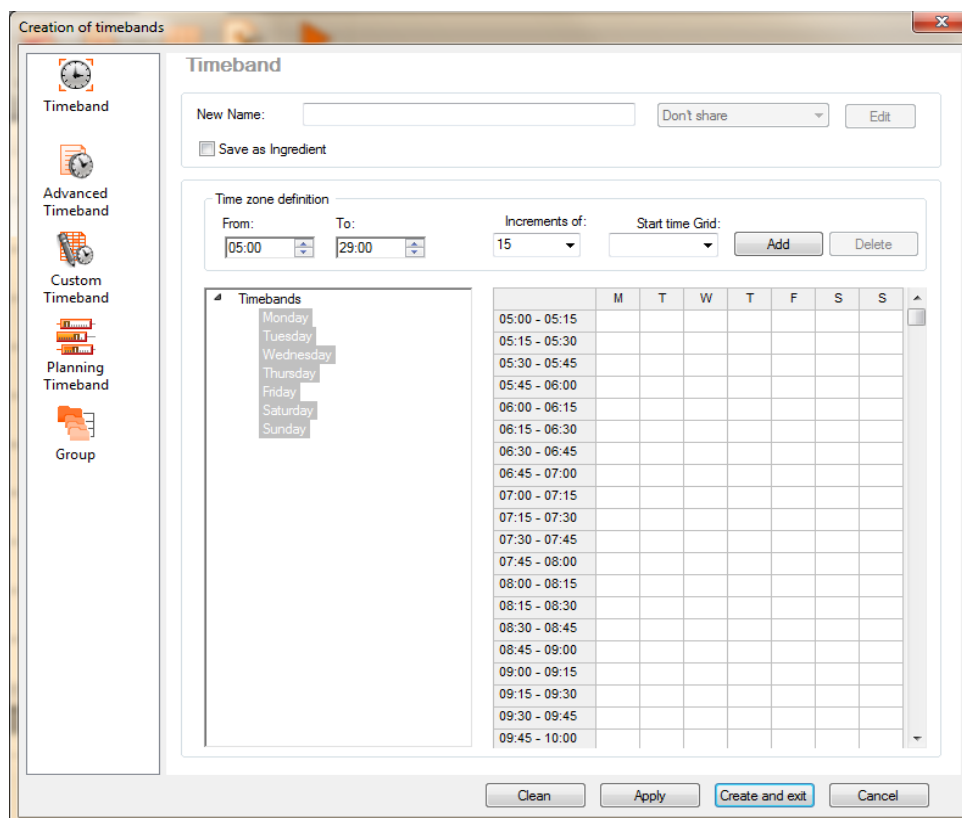 Creation of timebands
x
Timeband
Advanced
Timeband
Custom
Timeband
Planning
Timeband
Group
Timeband
New Name:
Don't share
Edit
Save as Ingredient
Time zone definition
From:
To:
Increments of:
Start time Grid:
05:00
29:00
15
Add
Delete
Timebands
Monday
Tuesday
Wednesday
Thursday
Friday
Saturday
Sunday
M T W T F S S
05:00 - 05:15
05:15 - 05:30
05:30 - 05:45
05:45 - 06:00
06:00 - 06:15
06:15 - 06:30
06:30 - 06:45
06:45 - 07:00
07:00 - 07:15
07:15 - 07:30
07:30 - 07:45
07:45 - 08:00
08:00 - 08:15
08:15 - 08:30
08:30 - 08:45
08:45 - 09:00
09:00 - 09:15
09:15 - 09:30
09:30 - 09:45
09:45 - 10:00
Clean
Apply
Create and exit
Cancel